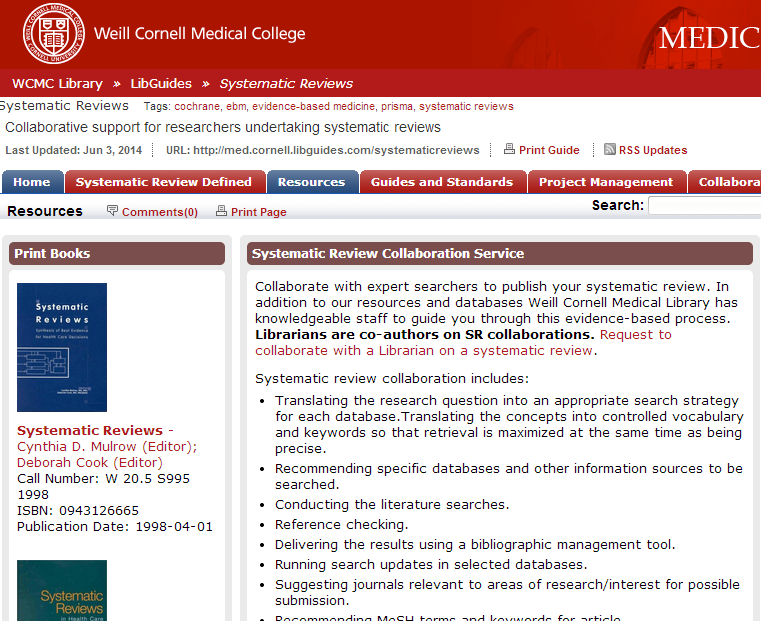 Weill Cornell Medical College
MEDIC
WCMC Library » LibGuides » Systematic Reviews
Systematic Reviews Tags: cochrane, ebm, evidence-based medicine, prisma, systematic reviews
Collaborative support for researchers undertaking systematic reviews
Last Updated: Jun 3, 2014 URL: http://med.cornell.libguides.com/systematicreviews Print Guide RSS Updates
Home Systematic Review Defined Resources Guides and Standards Project Management Collabora
Resources Comments(0) Print Page Search:
Print Books
Systematic
Reviews
Synthesis of Best Evidence
for Health Care Decisions
Systematic Reviews -
Cynthia D. Mulrow (Editor);
Deborah Cook (Editor)
Call Number: W 20.5 S995
1998
ISBN: 0943126665
Publication Date: 1998-04-01
Systematic
Reviews
in Health Care
Systematic Review Collaboration Service
Collaborate with expert searchers to publish your systematic review. In
addition to our resources and databases Weill Cornell Medical Library has
knowledgeable staff to guide you through this evidence-based process.
Librarians are co-authors on SR collaborations. Request to
collaborate with a Librarian on a systematic review.
Systematic review collaboration includes:
• Translating the research question into an appropriate search strategy
for each database.Translating the concepts into controlled vocabulary
and keywords so that retrieval is maximized at the same time as being
precise.
• Recommending specific databases and other information sources to be
searched.
• Conducting the literature searches.
• Reference checking.
• Delivering the results using a bibliographic management tool.
• Running search updates in selected databases.
• Suggesting journals relevant to areas of research/interest for possible
submission.
• Recommending MeSH terms and keywords for article